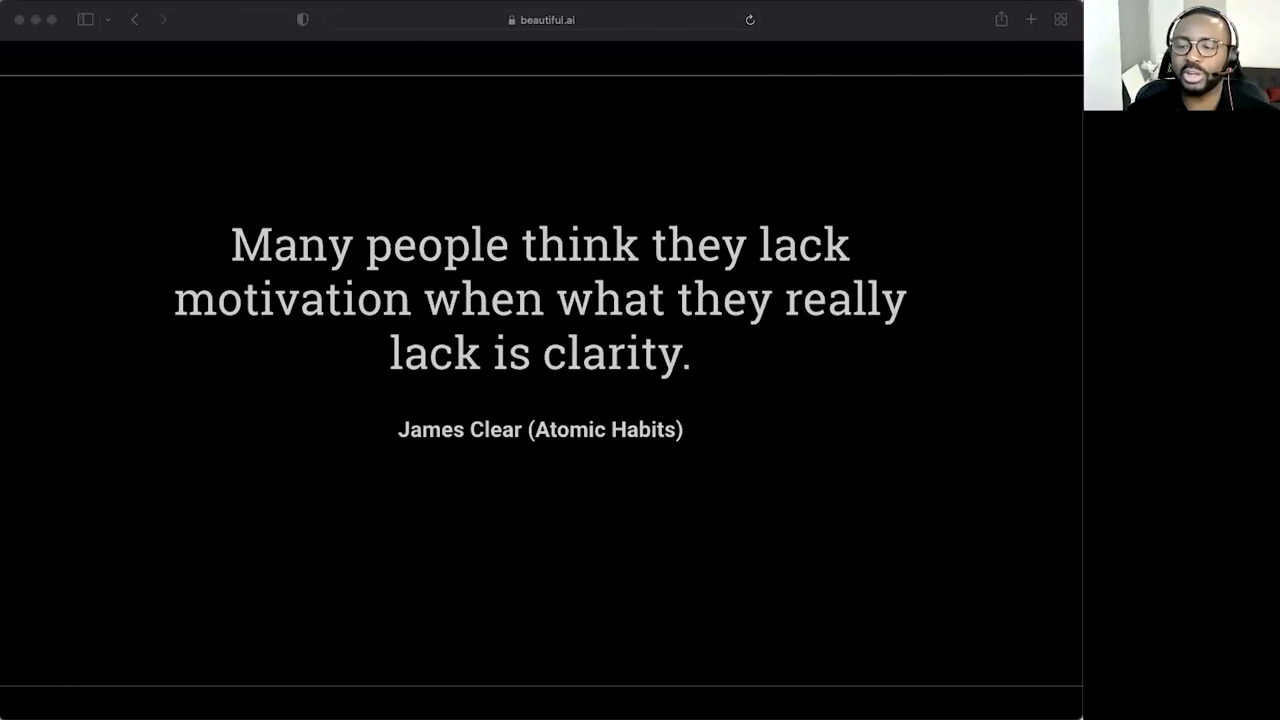 beautiful.ai
Many people think they lack
motivation when what they really
lack is clarity.
James Clear (Atomic Habits)